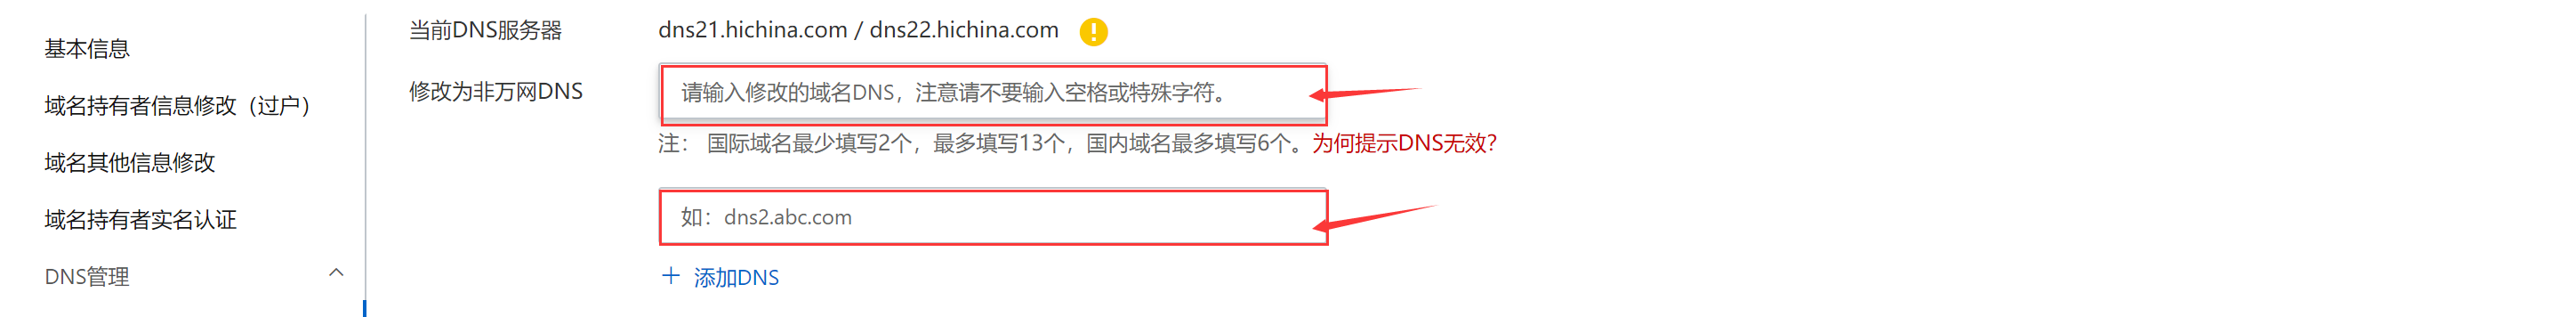 基本信息
域名持有者信息修改（过户）
域名其他信息修改
域名持有者实名认证
DNS管理
当前DNS服务器 dns21.hichina.com / dns22.hichina.com
修改为非万网DNS 请输入修改的域名DNS，注意请不要输入空格或特殊字符。
注： 国际域名最少填写2个，最多填写13个，国内域名最多填写6个。为何提示DNS无效？
如：dns2.abc.com
+ 添加DNS